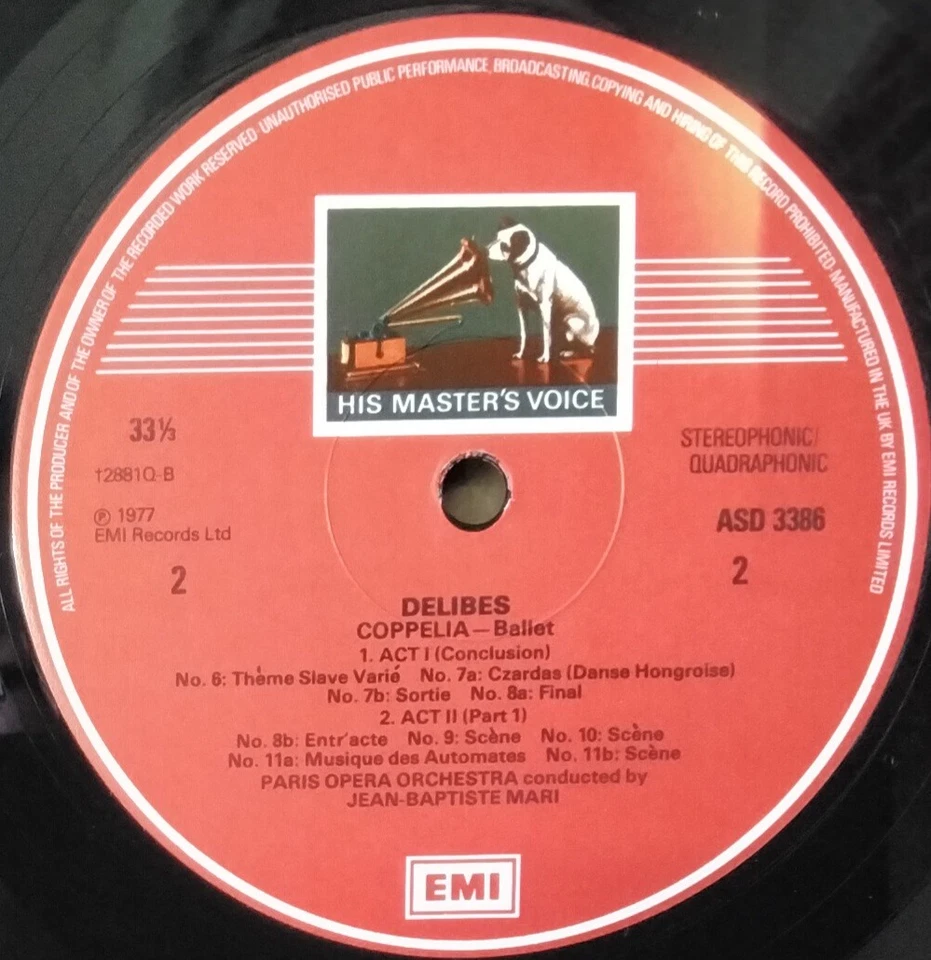 ALL RIGHTS OF THE PRODUCER AND OF THE OWNER OF THE RECORDED WORK RESERVED·UNAUTHORISED PUBLIC PERFORMANCE, BROADCASTING, COPYING AND HIRING OF THIS RECORD PROHIBITED·MANUFACTURED IN THE UK BY EMI RECORDS LIMITED
HIS MASTER'S VOICE
33⅓
†2881Q-B
℗ 1977
EMI Records Ltd
2
STEREOPHONIC/
QUADRAPHONIC
ASD 3386
2
DELIBES
COPPELIA—Ballet
1. ACT I (Conclusion)
No. 6: Thème Slave Varié No. 7a: Czardas (Danse Hongroise)
No. 7b: Sortie No. 8a: Final
2. ACT II (Part 1)
No. 8b: Entr'acte No. 9: Scène No. 10: Scène
No. 11a: Musique des Automates No. 11b: Scène
PARIS OPERA ORCHESTRA conducted by
JEAN-BAPTISTE MARI
EMI